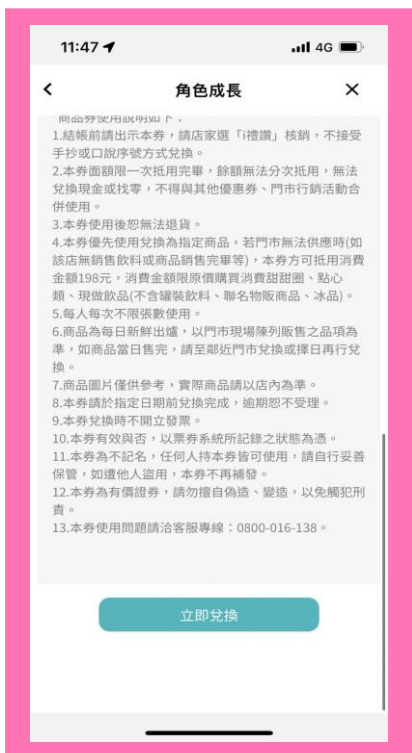 11:47
4G
角色成長
商品券使用說明如下：
1.結帳前請出示本券，請店家選「i禮讚」核銷，不接受
手抄或口說序號方式兌換。
2.本券面額限一次抵用完畢，餘額無法分次抵用，無法
兌換現金或找零，不得與其他優惠券、門市行銷活動合
併使用。
3.本券使用後恕無法退貨。
4.本券優先使用兌換為指定商品，若門市無法供應時(如
該店無銷售飲料或商品銷售完畢等)，本券方可抵用消費
金額198元，消費金額限原價購買消費甜甜圈、點心
類、現做飲品(不含罐裝飲料、聯名物販商品、冰品)。
5.每人每次不限張數使用。
6.商品為每日新鮮出爐，以門市現場陳列販售之品項為
準，如商品當日售完，請至鄰近門市兌換或擇日再行兌
換。
7.商品圖片僅供參考，實際商品請以店內為準。
8.本券請於指定日期前兌換完成，逾期恕不受理。
9.本券兌換時不開立發票。
10.本券有效與否，以票券系統所記錄之狀態為憑。
11.本券為不記名，任何人持本券皆可使用，請自行妥善
保管，如遭他人盜用，本券不再補發。
12.本券為有價證券，請勿擅自偽造、變造，以免觸犯刑
責。
13.本券使用問題請洽客服專線：0800-016-138。
立即兌換